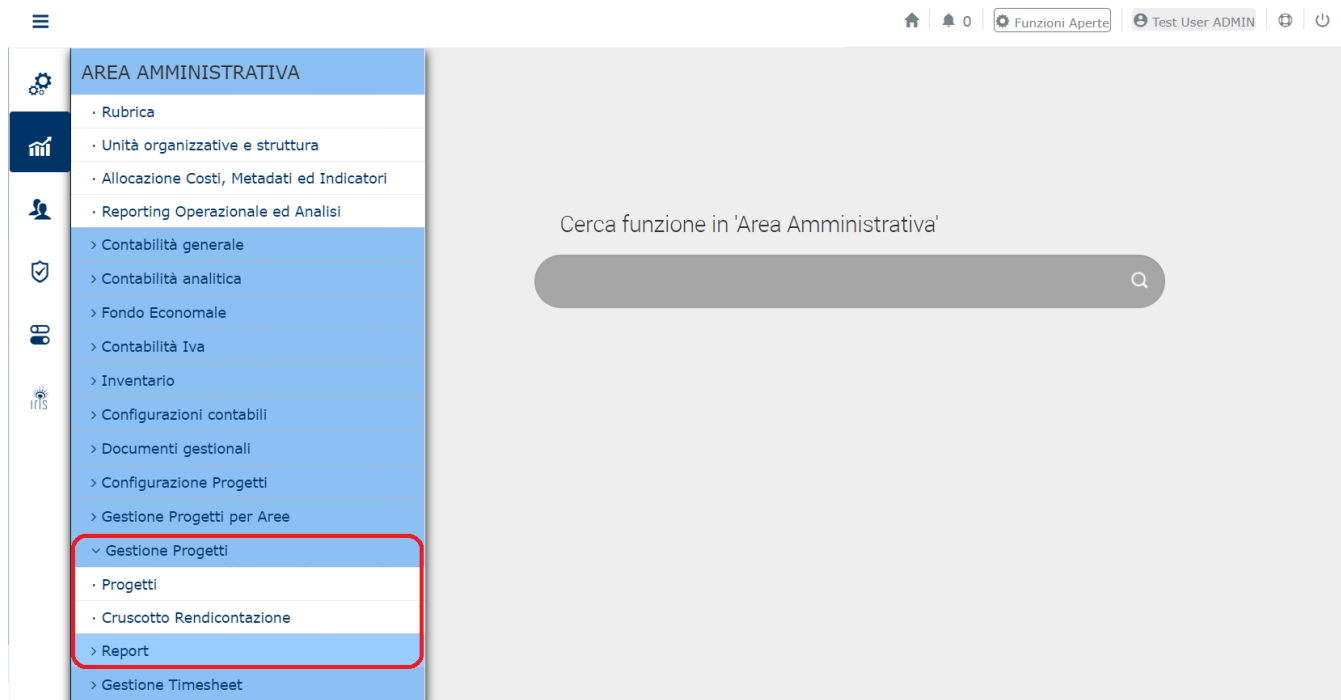 0
Funzioni Aperte
Test User ADMIN
AREA AMMINISTRATIVA
· Rubrica
· Unità organizzative e struttura
· Allocazione Costi, Metadati ed Indicatori
· Reporting Operazionale ed Analisi
> Contabilità generale
> Contabilità analitica
> Fondo Economale
> Contabilità Iva
> Inventario
> Configurazioni contabili
> Documenti gestionali
> Configurazione Progetti
> Gestione Progetti per Aree
Gestione Progetti
· Progetti
· Cruscotto Rendicontazione
> Report
> Gestione Timesheet
Cerca funzione in 'Area Amministrativa'
IrIS